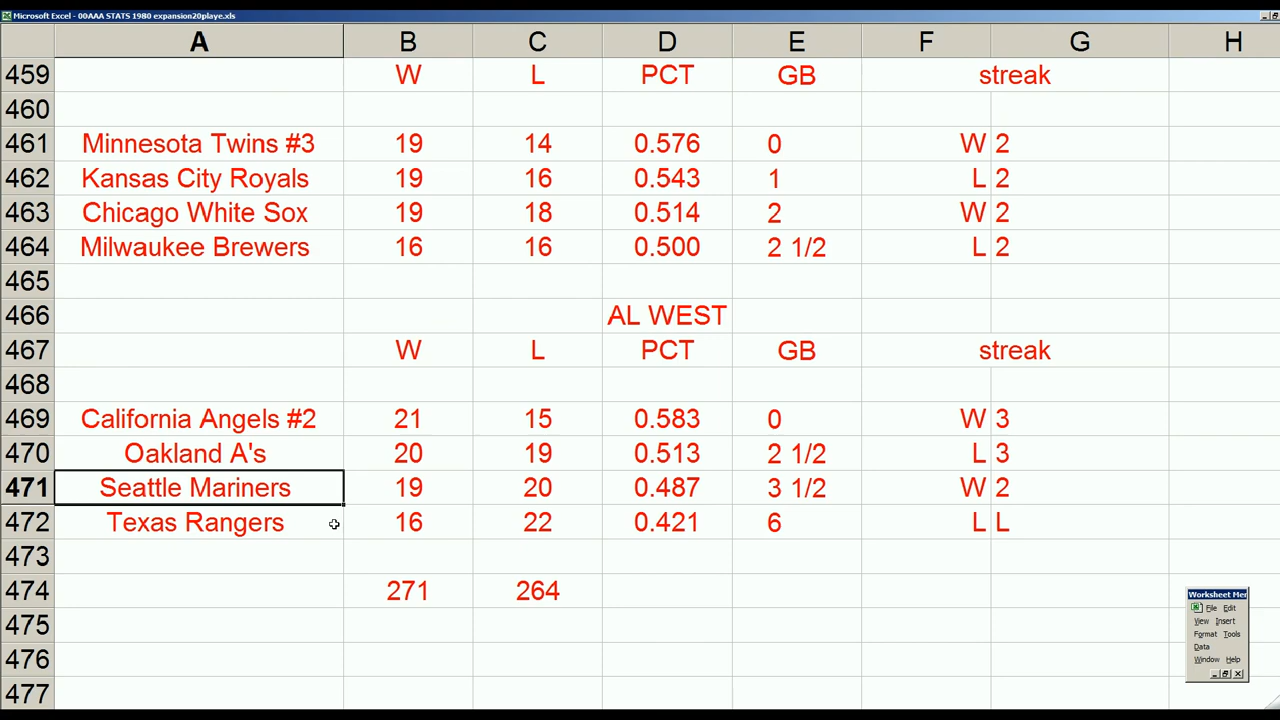 Microsoft Excel - 00AAA STATS 1980 expansion20playe.xls
A B C D E F G H
459 W L PCT GB streak
460
461 Minnesota Twins #3 19 14 0.576 0 W 2
462 Kansas City Royals 19 16 0.543 1 L 2
463 Chicago White Sox 19 18 0.514 2 W 2
464 Milwaukee Brewers 16 16 0.500 2 1/2 L 2
465
466 AL WEST
467 W L PCT GB streak
468
469 California Angels #2 21 15 0.583 0 W 3
470 Oakland A's 20 19 0.513 2 1/2 L 3
471 Seattle Mariners 19 20 0.487 3 1/2 W 2
472 Texas Rangers 16 22 0.421 6 L L
473
474 271 264
475
476
477
Worksheet Men
File Edit
View Insert
Format Tools
Data
Window Help